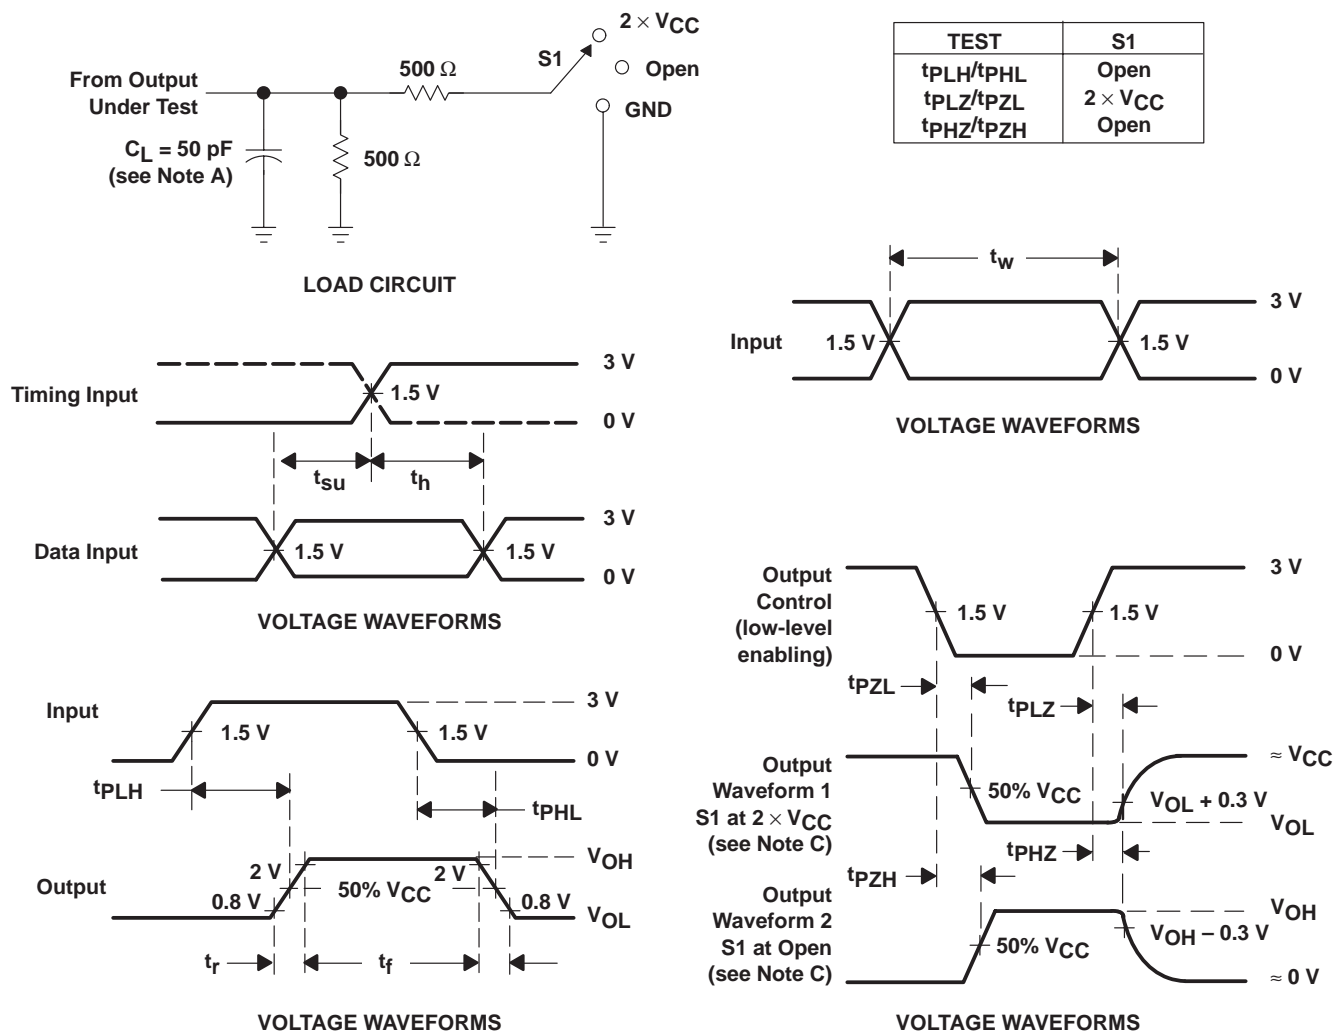 2 × VCC
S1
Open
GND
500 Ω
From Output
Under Test
CL = 50 pF
(see Note A)
500 Ω
LOAD CIRCUIT
TEST S1
tPLH/tPHL Open
tPLZ/tPZL 2 × VCC
tPHZ/tPZH Open
tw
3 V
Input 1.5 V 1.5 V
0 V
VOLTAGE WAVEFORMS
3 V
Timing Input 1.5 V
0 V
tsu th
3 V
Data Input 1.5 V 1.5 V
0 V
VOLTAGE WAVEFORMS
3 V
Input 1.5 V 1.5 V
0 V
tPLH tPHL
VOH
2 V 2 V
Output 50% VCC
0.8 V 0.8 V
VOL
tr tf
VOLTAGE WAVEFORMS
Output
Control
(low-level
enabling)
3 V
1.5 V 1.5 V
0 V
tPZL tPLZ
Output
Waveform 1
S1 at 2 × VCC
(see Note C)
≈ VCC
50% VCC
VOL + 0.3 V
VOL
tPHZ
tPZH
Output
Waveform 2
S1 at Open
(see Note C)
VOH
VOH – 0.3 V
50% VCC
≈ 0 V
VOLTAGE WAVEFORMS